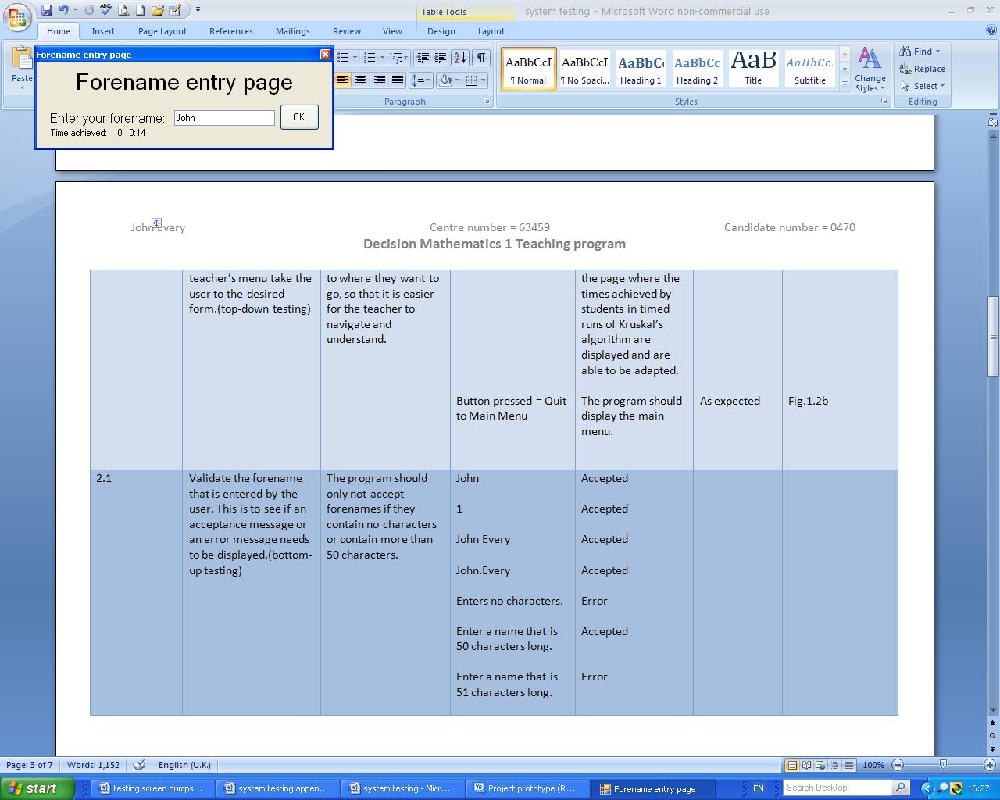 Table Tools
system testing - Microsoft Word non-commercial use
Home
Insert
Page Layout
References
Mailings
Review
View
Design
Layout
Paste
Forename entry page
Forename entry page
Enter your forename:
John
OK
Time achieved: 0:10:14
Paragraph
AaBbCcI
¶ Normal
AaBbCcI
¶ No Spaci...
AaBbCc
Heading 1
AaBbCc
Heading 2
AaB
Title
AaBbCc.
Subtitle
Change
Styles
Styles
Find
Replace
Select
Editing
John Every
Centre number = 63459
Candidate number = 0470
Decision Mathematics 1 Teaching program
teacher's menu take the
user to the desired
form.(top-down testing)
to where they want to
go, so that it is easier
for the teacher to
navigate and
understand.
Button pressed = Quit
to Main Menu
the page where the
times achieved by
students in timed
runs of Kruskal's
algorithm are
displayed and are
able to be adapted.
The program should
display the main
menu.
As expected
Fig.1.2b
2.1
Validate the forename
that is entered by the
user. This is to see if an
acceptance message or
an error message needs
to be displayed.(bottom-
up testing)
The program should
only not accept
forenames if they
contain no characters
or contain more than
50 characters.
John
1
John Every
John.Every
Enters no characters.
Enter a name that is
50 characters long.
Enter a name that is
51 characters long.
Accepted
Accepted
Accepted
Accepted
Error
Accepted
Error
Page: 3 of 7
Words: 1,152
English (U.K.)
100%
start
testing screen dumps...
system testing appen...
system testing - Micr...
Project prototype (R...
Forename entry page
EN
Search Desktop
16:27